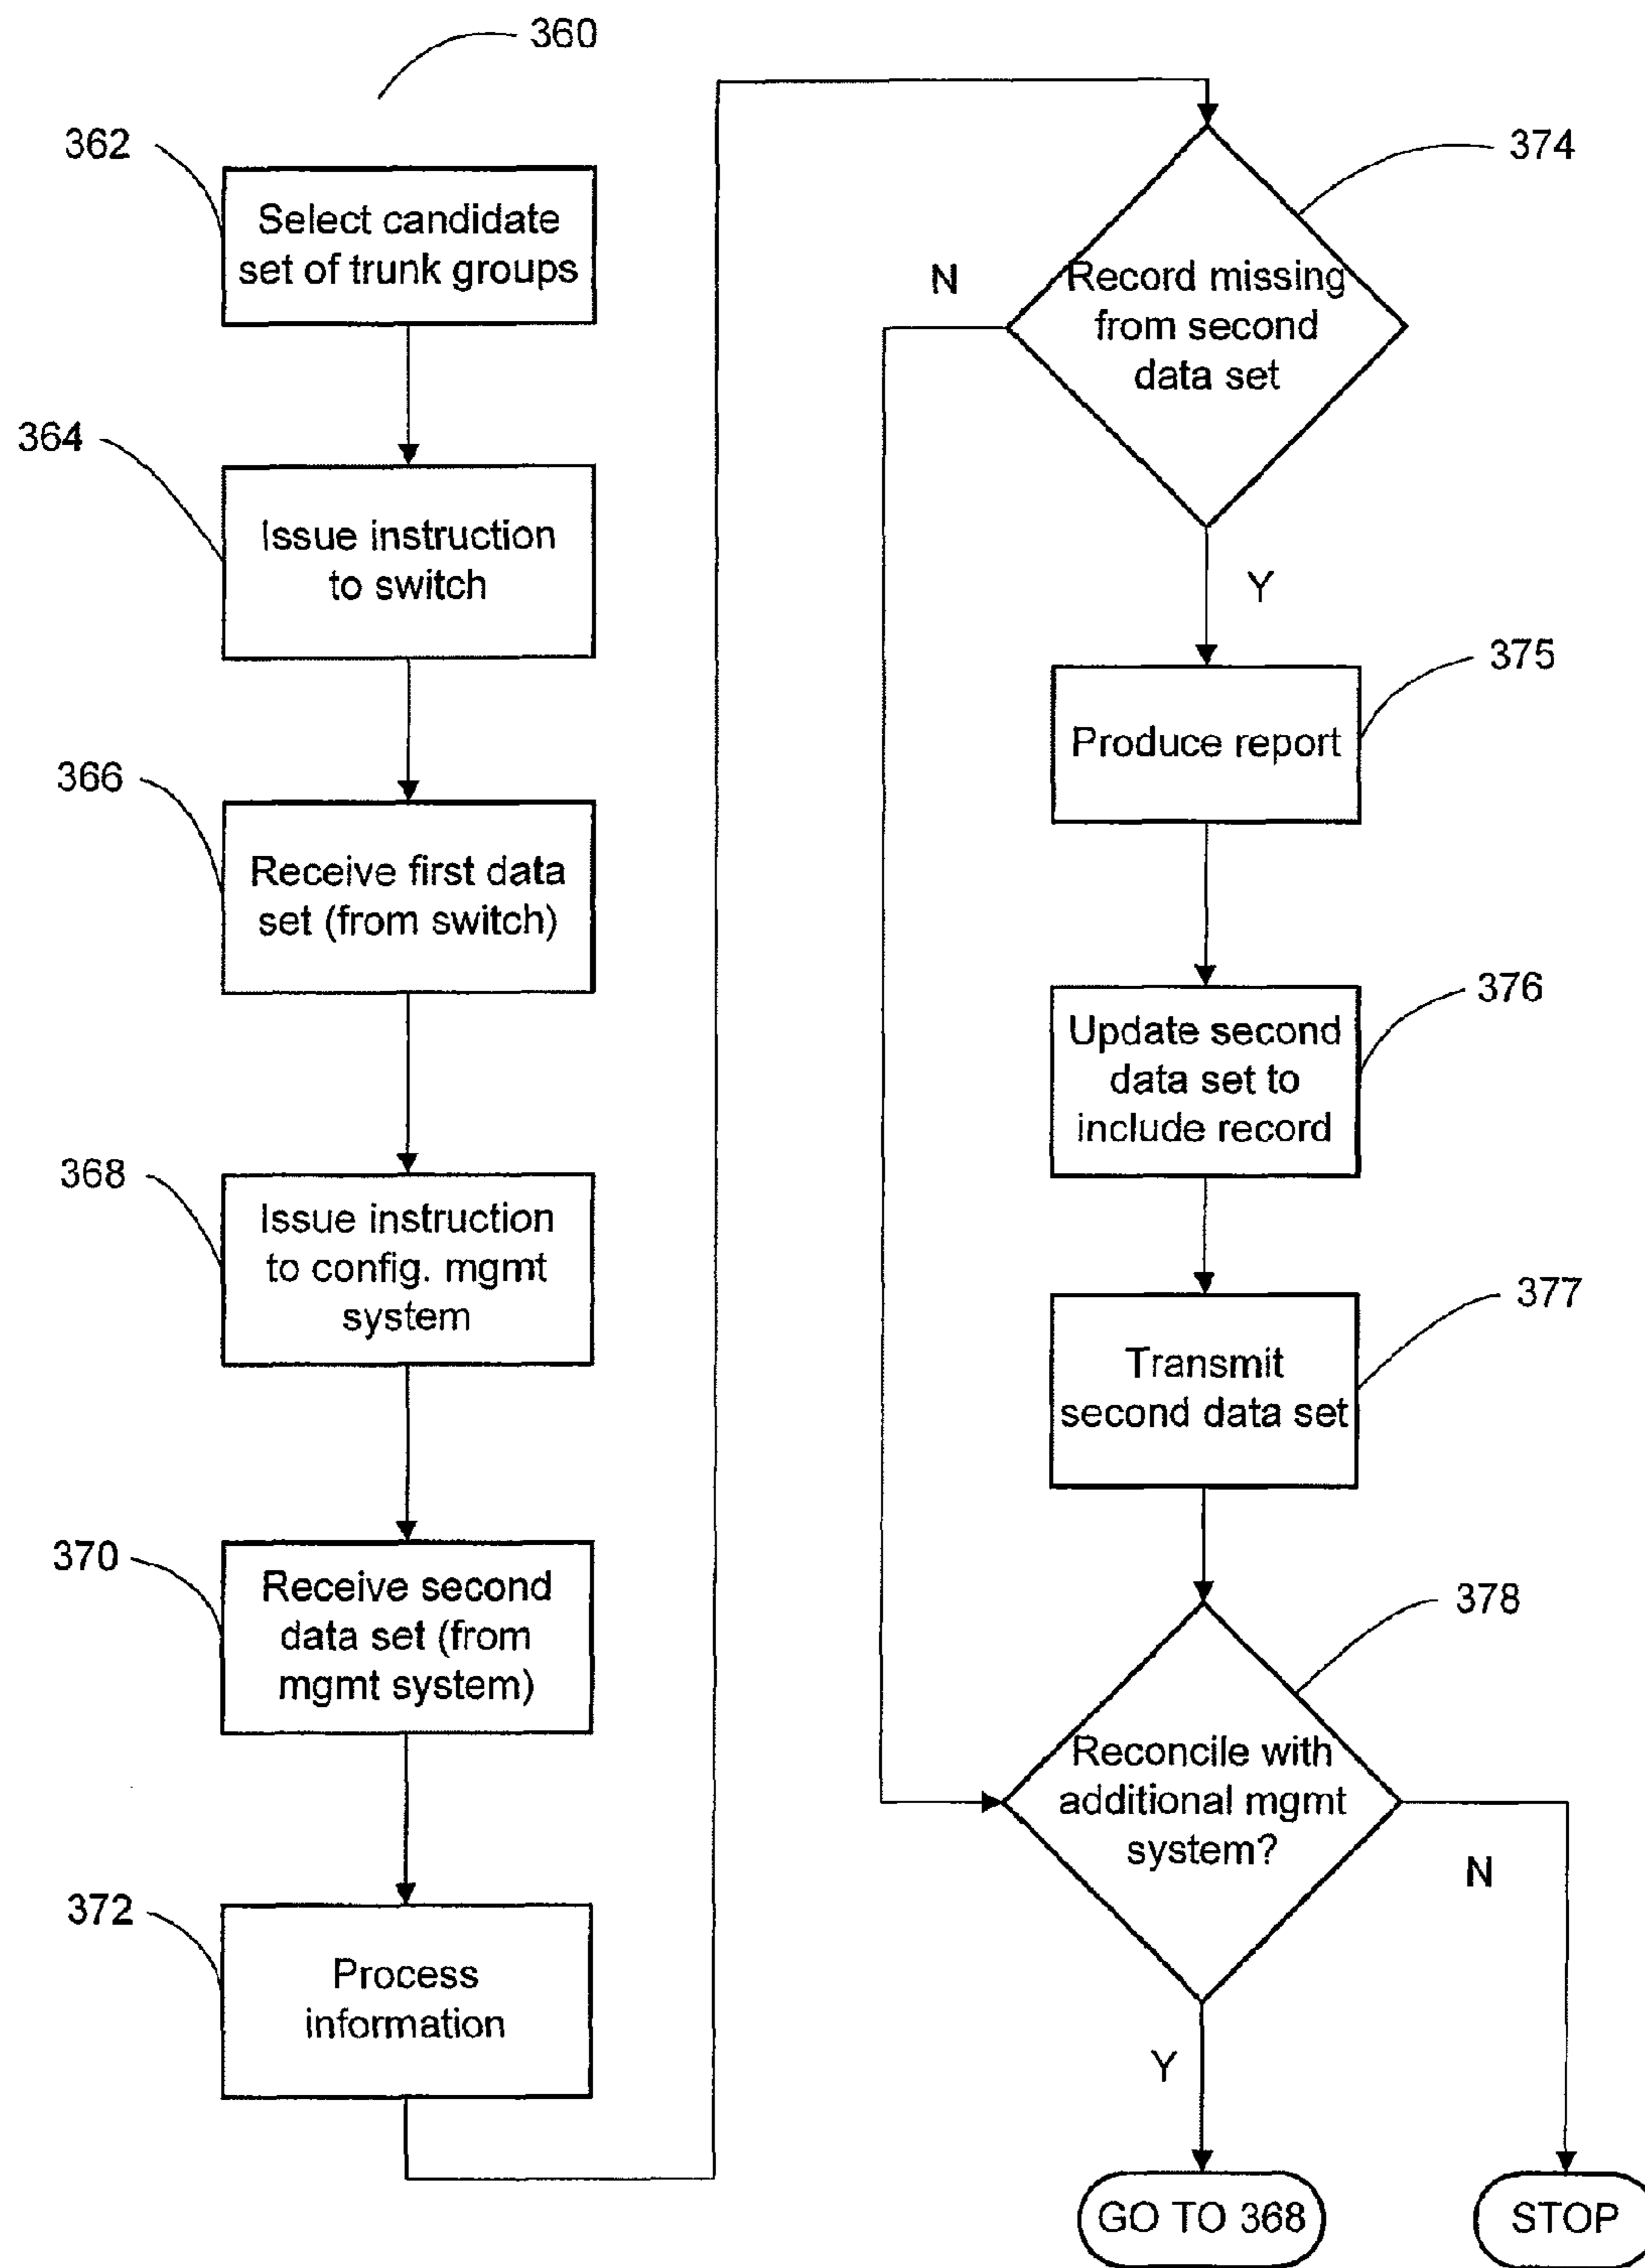 360
362
Select candidate
set of trunk groups
364
Issue instruction
to switch
366
Receive first data
set (from switch)
368
Issue instruction
to config. mgmt
system
370
Receive second
data set (from
mgmt system)
372
Process
information
374
Record missing
from second
data set
N
Y
375
Produce report
376
Update second
data set to
include record
377
Transmit
second data set
378
Reconcile with
additional mgmt
system?
N
Y
GO TO 368
STOP